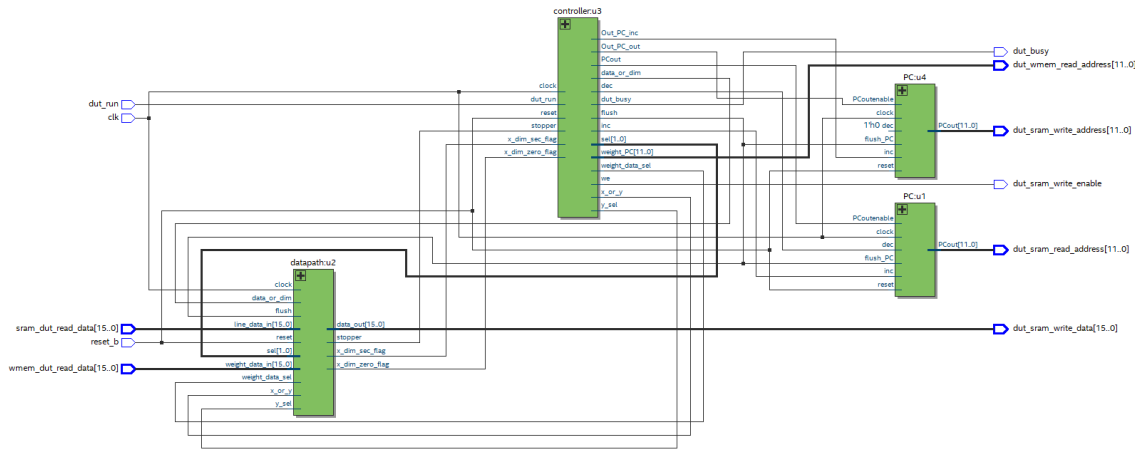 controller:u3
Out_PC_inc
Out_PC_out
PCout
data_or_dim
clock
dec
dut_run
dut_busy
reset
flush
stopper
inc
x_dim_sec_flag
sel[1..0]
x_dim_zero_flag
weight_PC[11..0]
weight_data_sel
we
x_or_y
y_sel
dut_run
clk
dut_busy
dut_wmem_read_address[11..0]
PC:u4
PCoutenable
clock
1'h0 dec
PCout[11..0]
flush_PC
inc
reset
dut_sram_write_address[11..0]
dut_sram_write_enable
PC:u1
PCoutenable
clock
dec
PCout[11..0]
flush_PC
inc
reset
dut_sram_read_address[11..0]
datapath:u2
clock
data_or_dim
flush
line_data_in[15..0]
data_out[15..0]
reset
stopper
sel[1..0]
x_dim_sec_flag
weight_data_in[15..0]
x_dim_zero_flag
weight_data_sel
x_or_y
y_sel
sram_dut_read_data[15..0]
reset_b
wmem_dut_read_data[15..0]
dut_sram_write_data[15..0]